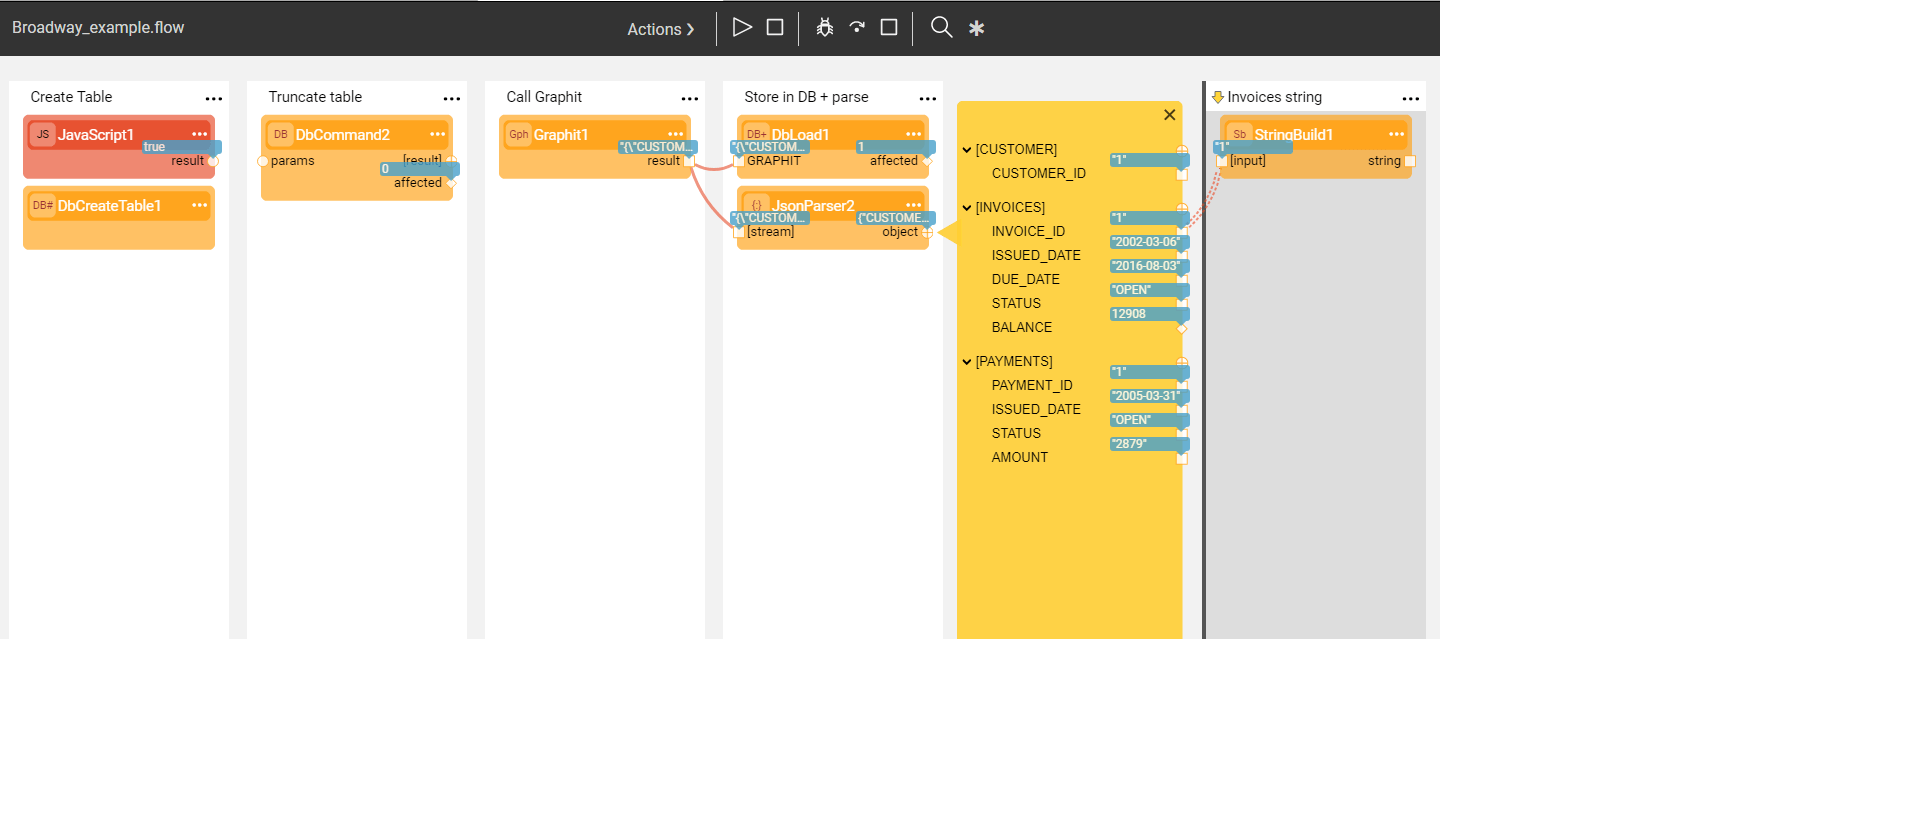 Broadway_example.flow
Actions
Create Table
JS JavaScript1
true
result
DB# DbCreateTable1
Truncate table
DB DbCommand2
params [result]
0
affected
Call Graphit
Gph Graphit1
"{\"CUSTOM...
result
Store in DB + parse
DB+ DbLoad1
"{\"CUSTOM... 1
GRAPHIT affected
{:} JsonParser2
"{\"CUSTOM... {"CUSTOME...
[stream] object
[CUSTOMER]
"1"
CUSTOMER_ID
[INVOICES]
"1"
INVOICE_ID
"2002-03-06"
ISSUED_DATE
"2016-08-03"
DUE_DATE
"OPEN"
STATUS
12908
BALANCE
[PAYMENTS]
"1"
PAYMENT_ID
"2005-03-31"
ISSUED_DATE
"OPEN"
STATUS
"2879"
AMOUNT
Invoices string
Sb StringBuild1
"1"
[input] string